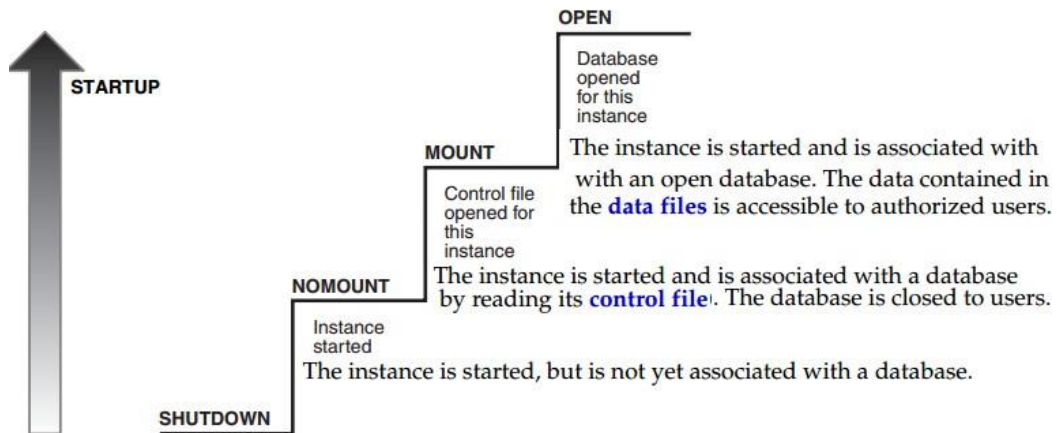 OPEN
STARTUP
Database
opened
for this
instance
MOUNT
The instance is started and is associated with
with an open database. The data contained in
the data files is accessible to authorized users.
Control file
opened for
this
instance
NOMOUNT
The instance is started and is associated with a database
by reading its control file). The database is closed to users.
Instance
started
The instance is started, but is not yet associated with a database.
SHUTDOWN